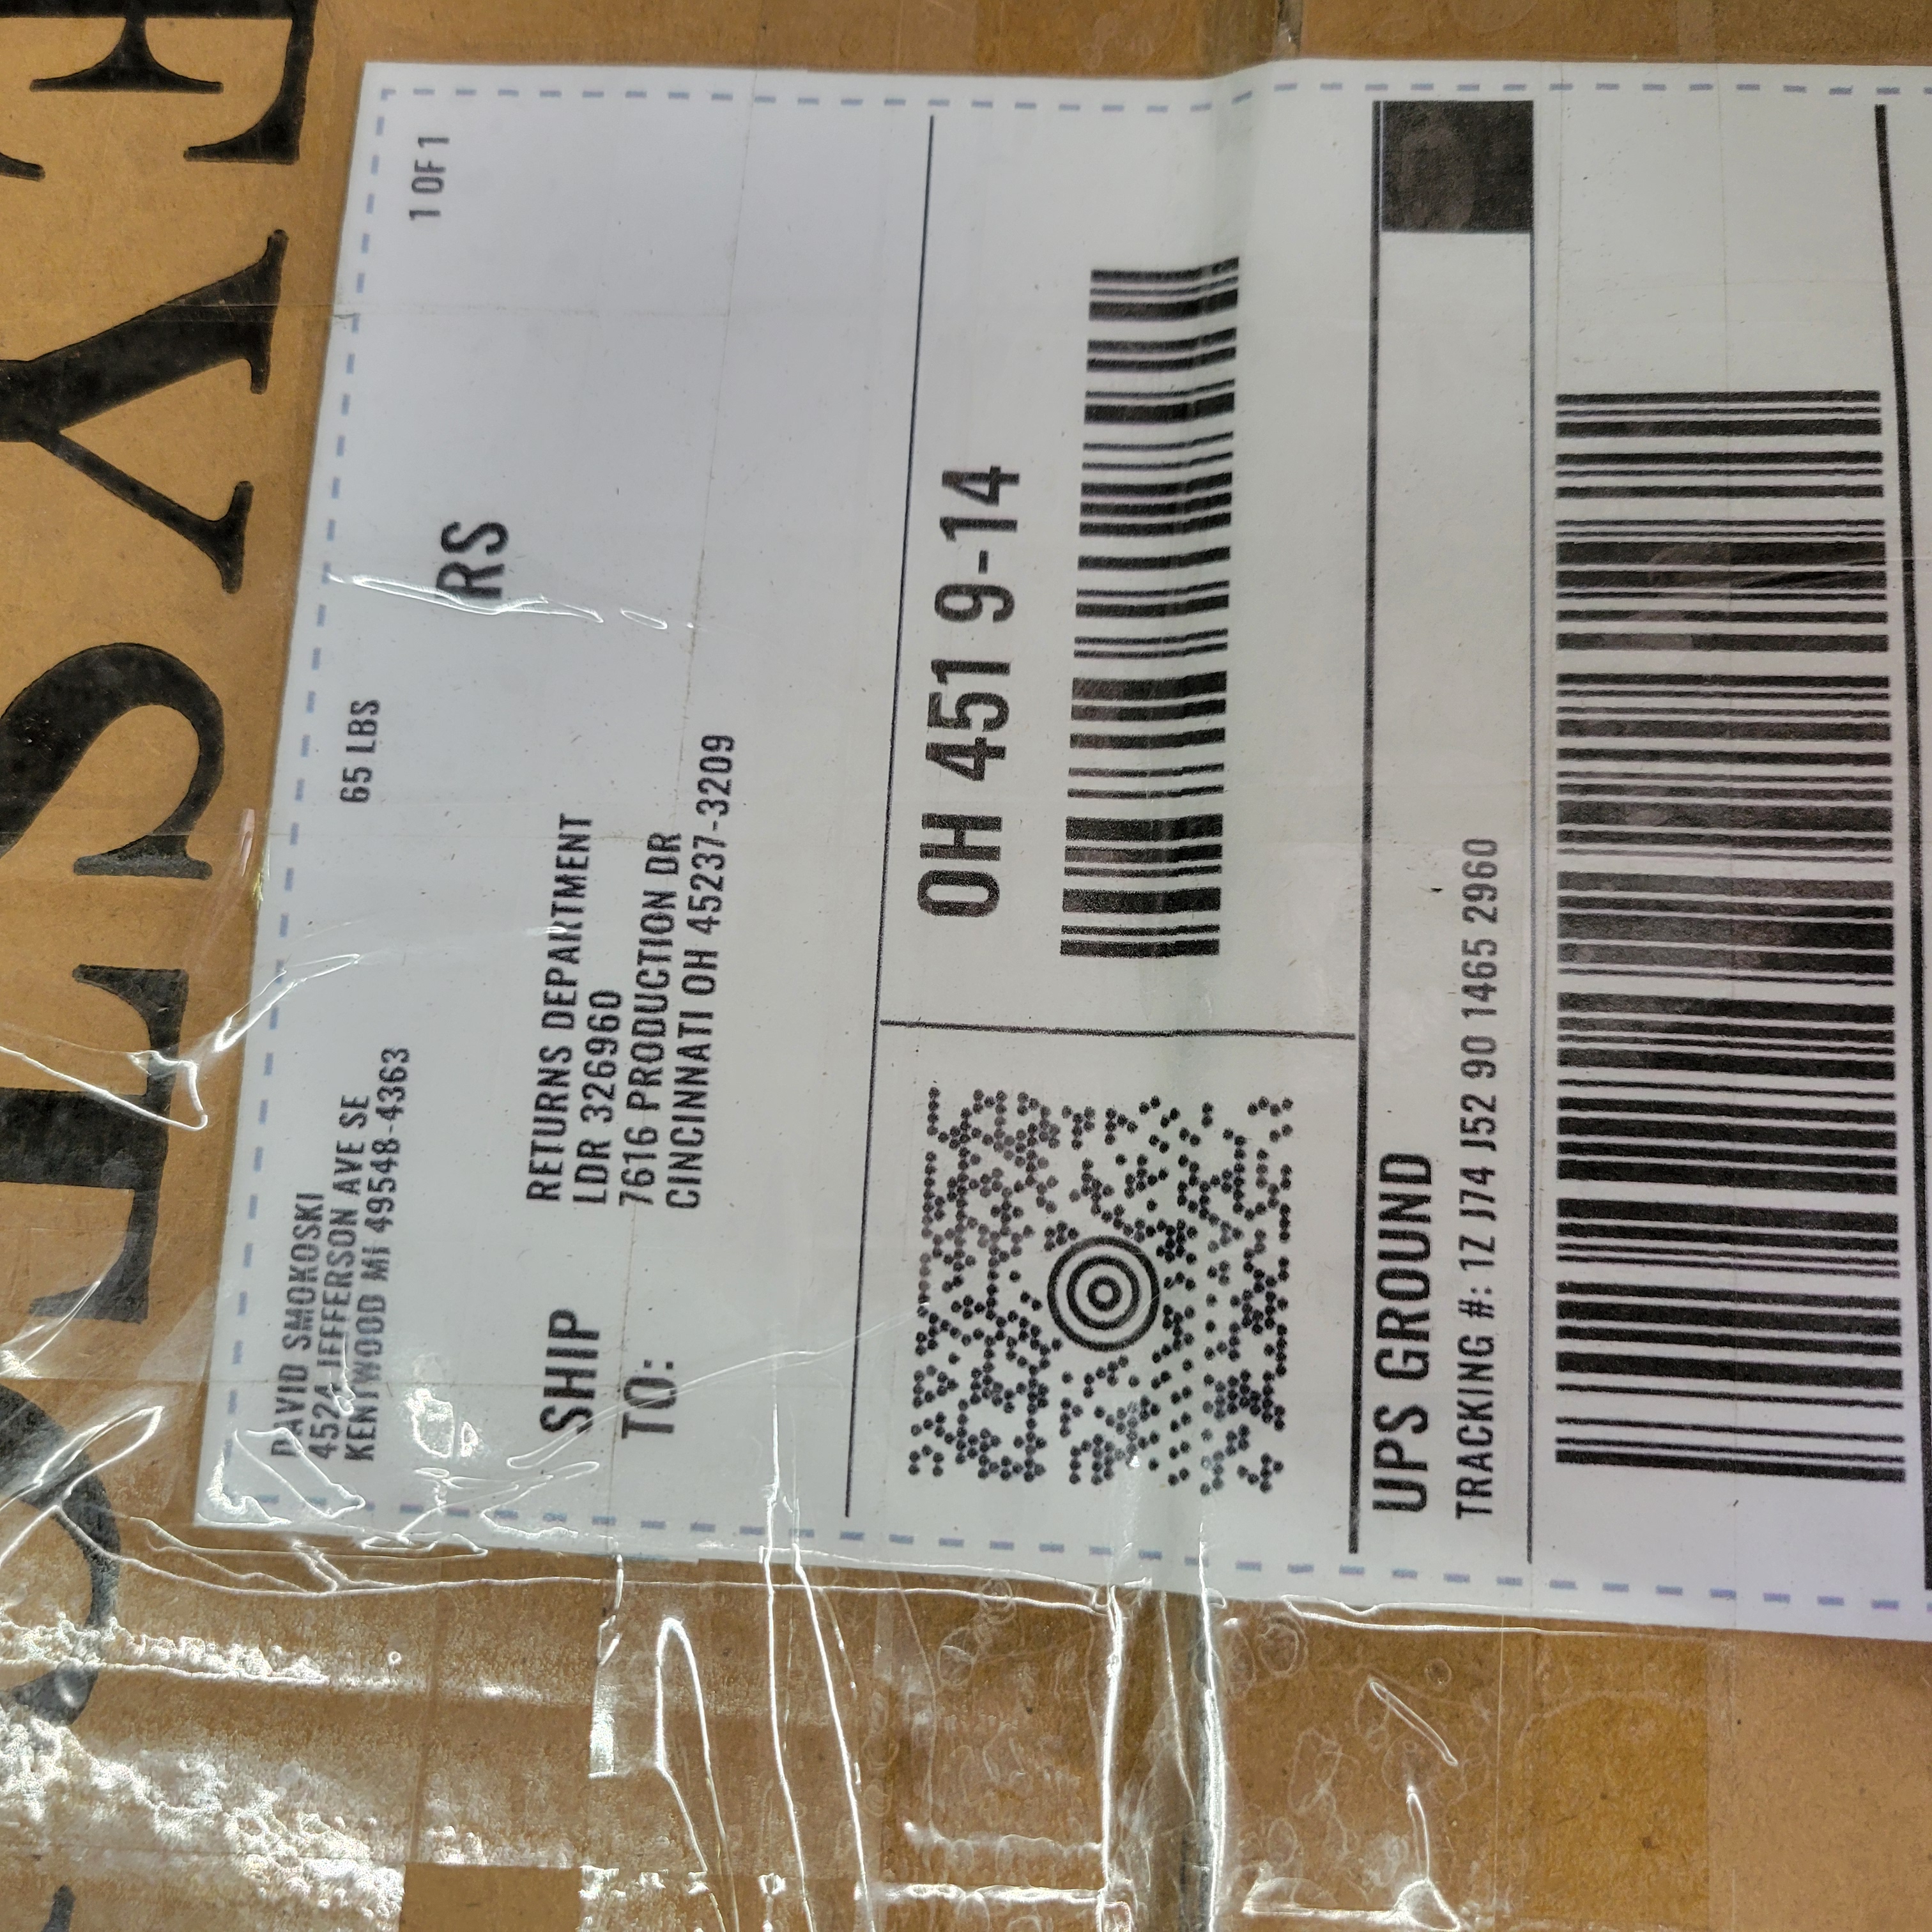 DAVID SMOKOSKI
4524 JEFFERSON AVE SE
KENTWOOD MI 49548-4363
65 LBS
1 OF 1
RS
SHIP
TO:
RETURNS DEPARTMENT
LDR 326960
7616 PRODUCTION DR
CINCINNATI OH 45237-3209
OH 451 9-14
UPS GROUND
TRACKING #: 1Z J74 J52 90 1465 2960